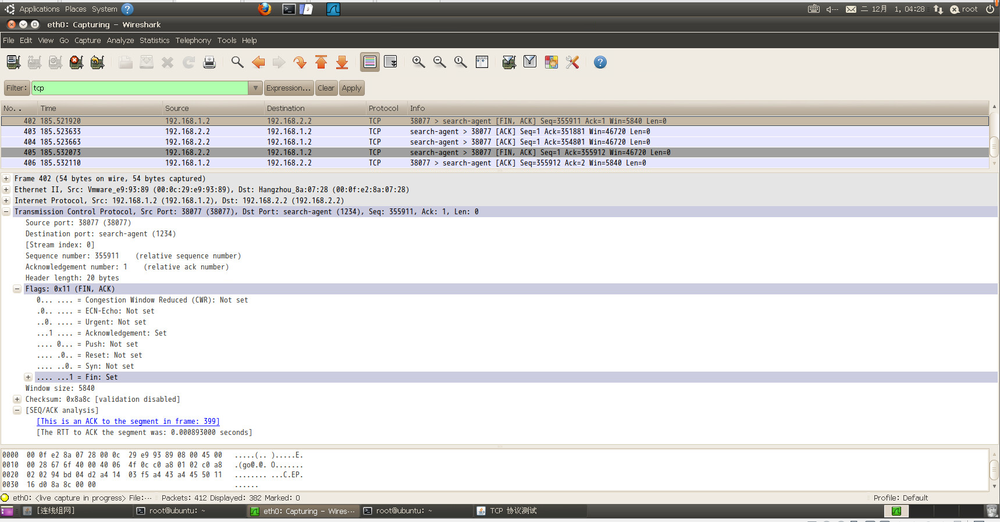 Applications Places System
二 12月 1, 04:28 root
eth0: Capturing - Wireshark
File Edit View Go Capture Analyze Statistics Telephony Tools Help
Filter: tcp Expression... Clear Apply
No. . Time Source Destination Protocol Info
402 185.521920 192.168.1.2 192.168.2.2 TCP 38077 > search-agent [FIN, ACK] Seq=355911 Ack=1 Win=5840 Len=0
403 185.523633 192.168.2.2 192.168.1.2 TCP search-agent > 38077 [ACK] Seq=1 Ack=351881 Win=46720 Len=0
404 185.523663 192.168.2.2 192.168.1.2 TCP search-agent > 38077 [ACK] Seq=1 Ack=354801 Win=46720 Len=0
405 185.532073 192.168.2.2 192.168.1.2 TCP search-agent > 38077 [FIN, ACK] Seq=1 Ack=355912 Win=46720 Len=0
406 185.532110 192.168.1.2 192.168.2.2 TCP 38077 > search-agent [ACK] Seq=355912 Ack=2 Win=5840 Len=0
Frame 402 (54 bytes on wire, 54 bytes captured)
Ethernet II, Src: Vmware_e9:93:89 (00:0c:29:e9:93:89), Dst: Hangzhou_8a:07:28 (00:0f:e2:8a:07:28)
Internet Protocol, Src: 192.168.1.2 (192.168.1.2), Dst: 192.168.2.2 (192.168.2.2)
Transmission Control Protocol, Src Port: 38077 (38077), Dst Port: search-agent (1234), Seq: 355911, Ack: 1, Len: 0
Source port: 38077 (38077)
Destination port: search-agent (1234)
[Stream index: 0]
Sequence number: 355911 (relative sequence number)
Acknowledgement number: 1 (relative ack number)
Header length: 20 bytes
Flags: 0x11 (FIN, ACK)
0... .... = Congestion Window Reduced (CWR): Not set
.0.. .... = ECN-Echo: Not set
..0. .... = Urgent: Not set
...1 .... = Acknowledgement: Set
.... 0... = Push: Not set
.... .0.. = Reset: Not set
.... ..0. = Syn: Not set
.... ...1 = Fin: Set
Window size: 5840
Checksum: 0x8a8c [validation disabled]
[SEQ/ACK analysis]
[This is an ACK to the segment in frame: 399]
[The RTT to ACK the segment was: 0.000893000 seconds]
0000 00 0f e2 8a 07 28 00 0c 29 e9 93 89 08 00 45 00 .....(.. ).....E.
0010 00 28 67 6f 40 00 40 06 4f 0c c0 a8 01 02 c0 a8 .(go@.@. O.......
0020 02 02 94 bd 04 d2 a4 14 03 f5 a4 43 a4 45 50 11 ........ ...C.EP.
0030 16 d0 8a 8c 00 00 ......
eth0: <live capture in progress> File:... Packets: 412 Displayed: 382 Marked: 0 Profile: Default
[连线组网] root@ubuntu: ~ eth0: Capturing - Wires... root@ubuntu: ~ TCP 协议测试